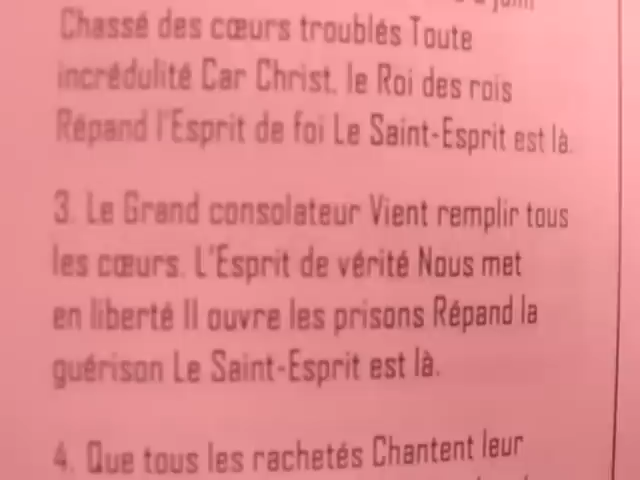 Chassé des cœurs troublés Toute
incrédulité Car Christ, le Roi des rois
Répand l'Esprit de foi Le Saint-Esprit est là.
3. Le Grand consolateur Vient remplir tous
les cœurs. L'Esprit de vérité Nous met
en liberté Il ouvre les prisons Répand la
guérison Le Saint-Esprit est là.
4. Que tous les rachetés Chantent leur